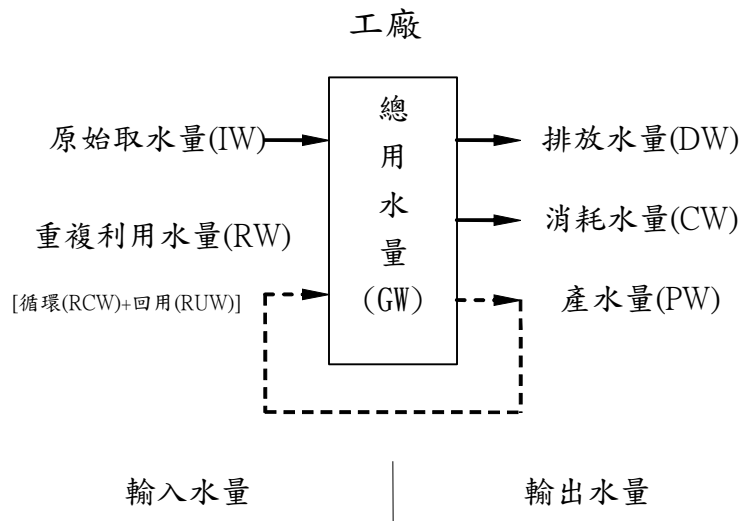 工廠
總用水量(GW)
原始取水量(IW)
重複利用水量(RW)
[循環(RCW)+回用(RUW)]
排放水量(DW)
消耗水量(CW)
產水量(PW)
輸入水量
輸出水量